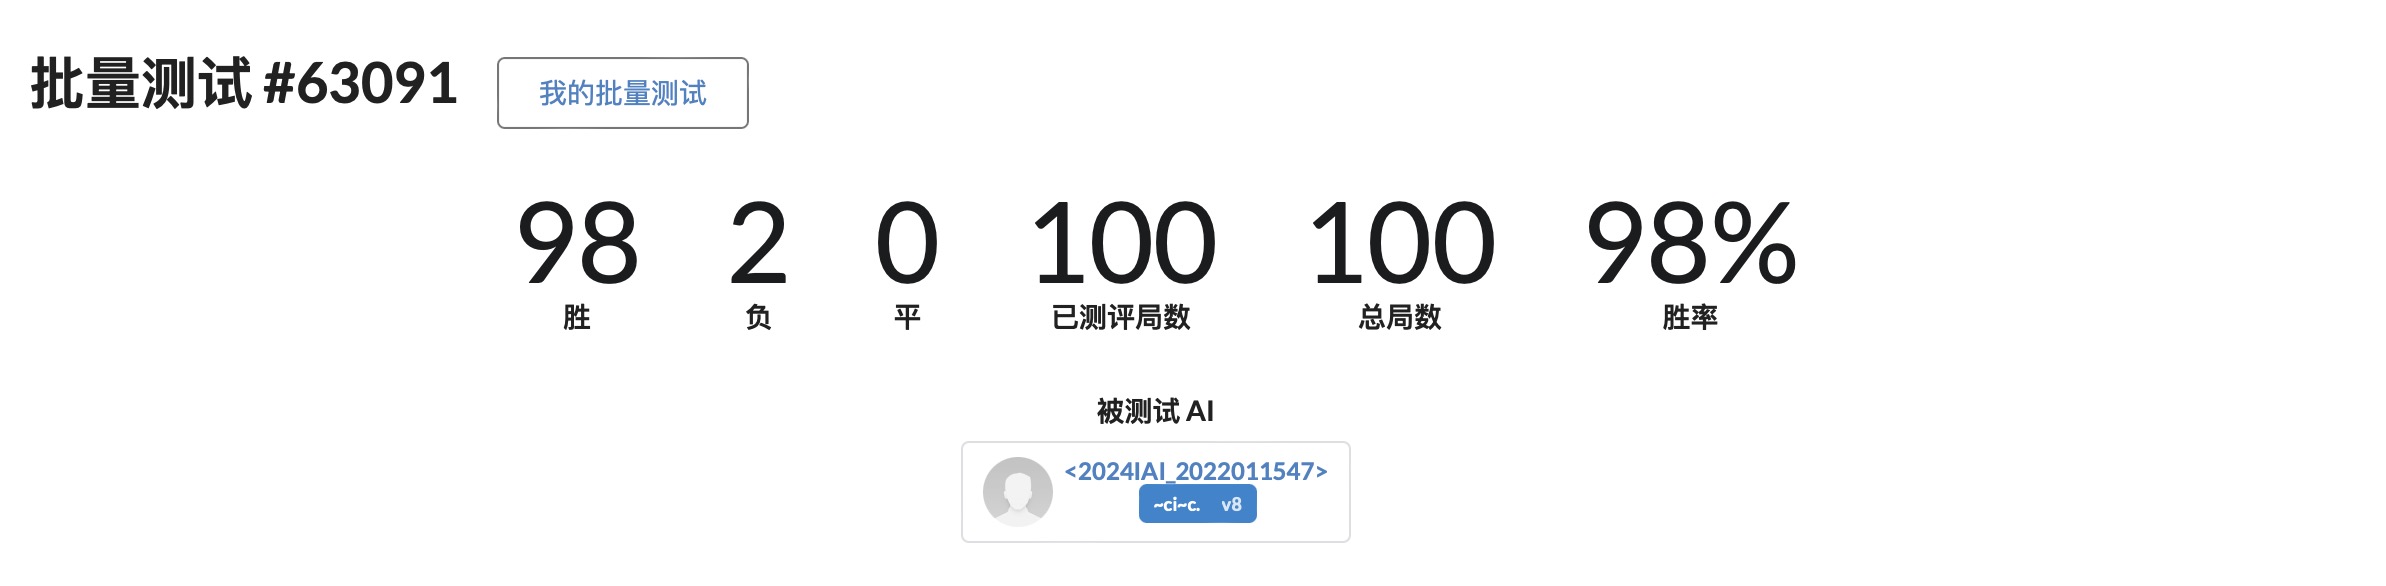 批量测试 #63091
我的批量测试
98 2 0 100 100 98%
胜 负 平 已测评局数 总局数 胜率
被测试 AI
<2024IAI_2022011547>
~ci~c. v8